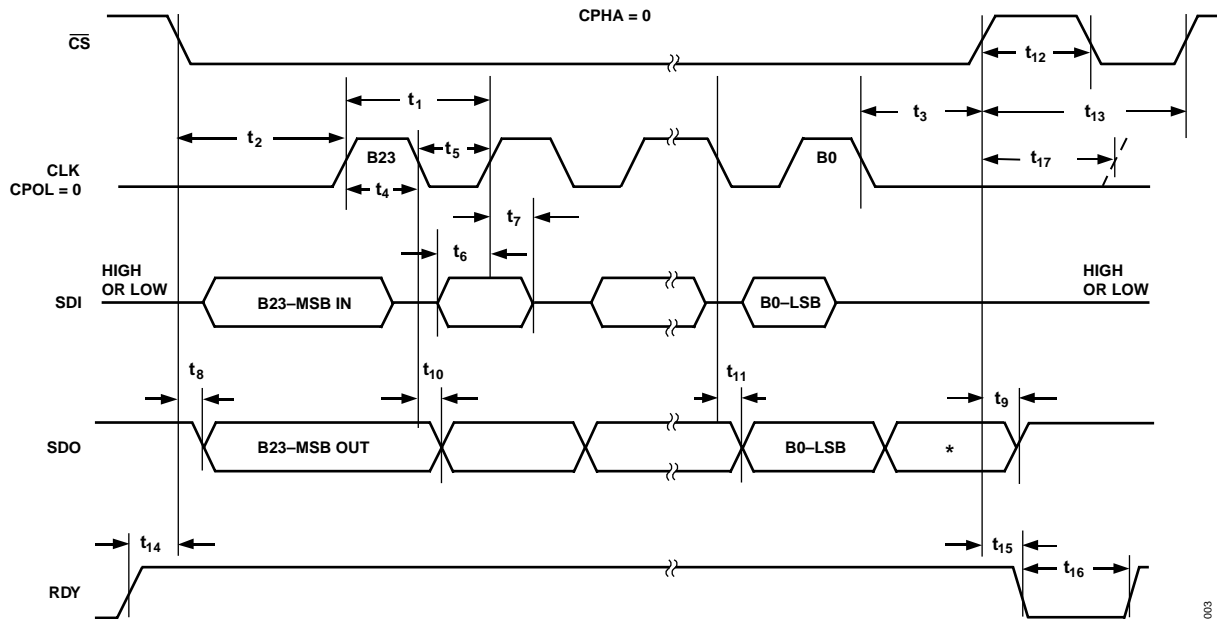 CPHA = 0
CS
t12
t1
t3
t13
t2
B23
t5
B0
t17
CLK
CPOL = 0
t4
t7
t6
HIGH
OR LOW
HIGH
OR LOW
SDI
B23–MSB IN
B0–LSB
t8
t10
t11
t9
SDO
B23–MSB OUT
B0–LSB
*
t14
t15
t16
RDY
003